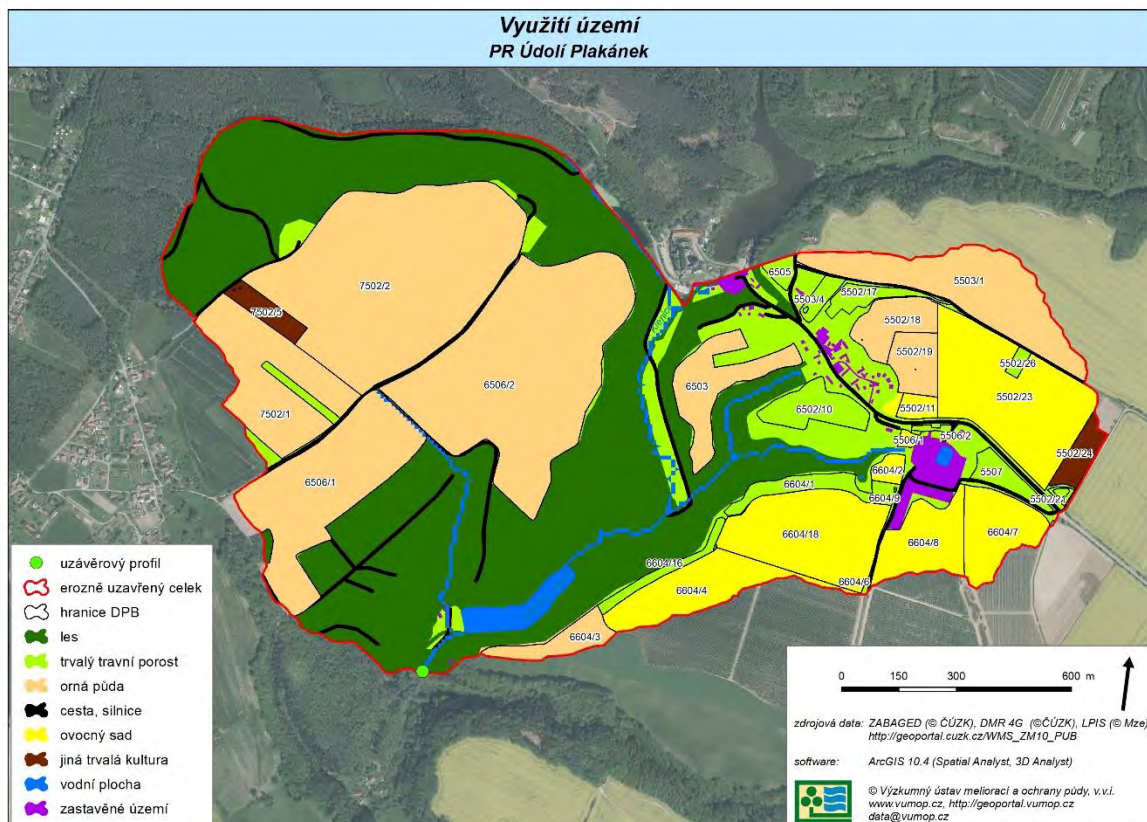 Využití území
PR Údolí Plakánek
6505
5503/1
5503/4
5502/17
7502/2
5502/18
7502/3
5502/19
5502/26
6506/2
6503
5502/23
7502/1
6502/10
5502/11
5506/1
5506/2
5502/24
6604/2
5507
6506/1
6604/1
6604/9
5502/21
6604/18
6604/7
6604/8
6604/16
6604/4
6604/6
6604/3
uzávěrový profil
erozně uzavřený celek
hranice DPB
les
trvalý travní porost
orná půda
cesta, silnice
ovocný sad
jiná trvalá kultura
vodní plocha
zastavěné území
0 150 300 600 m
zdrojová data: ZABAGED (© ČÚZK), DMR 4G (©ČÚZK), LPIS (© Mze)
http://geoportal.cuzk.cz/WMS_ZM10_PUB
software: ArcGIS 10.4 (Spatial Analyst, 3D Analyst)
© Výzkumný ústav meliorací a ochrany půdy, v.v.i.
www.vumop.cz, http://geoportal.vumop.cz
data@vumop.cz